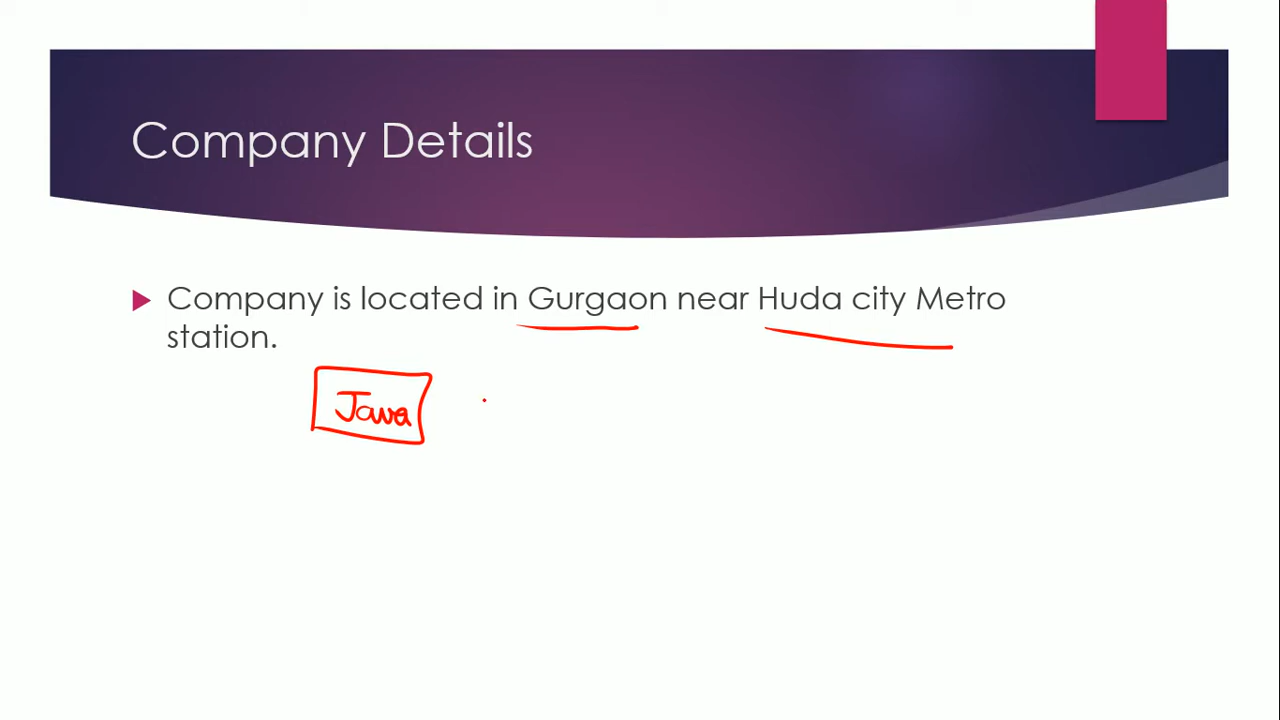 Company Details
Company is located in Gurgaon near Huda city Metro
station.
Java